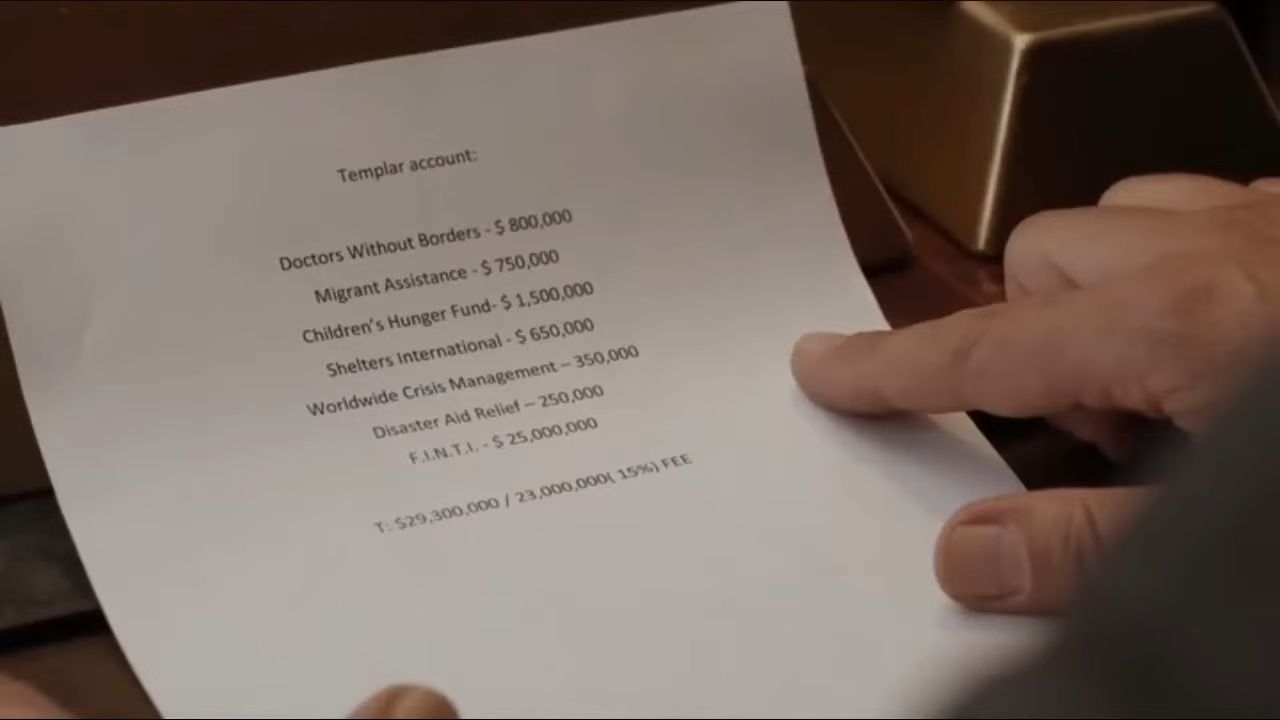 Templar account:
Doctors Without Borders - $ 800,000
Migrant Assistance - $ 750,000
Children's Hunger Fund- $ 1,500,000
Shelters International - $ 650,000
Worldwide Crisis Management – 350,000
Disaster Aid Relief – 250,000
F.I.N.T.I. - $ 25,000,000
T: $29,300,000 / 23,000,000( 15%) FEE